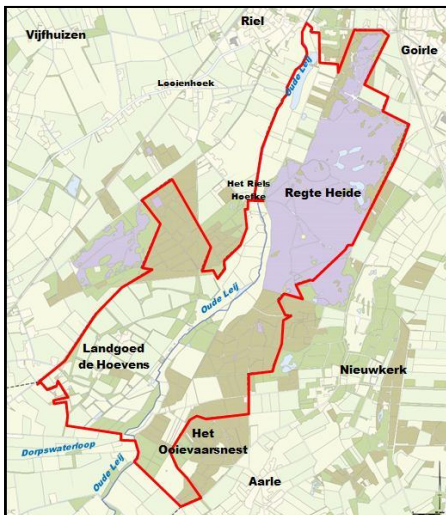 Riel
Vijfhuizen
Goirle
Looienhoek
Oude Leij
Het Riels
Hoefke
Regte Heide
Oude Leij
Landgoed
de Hoevens
Nieuwkerk
Het
Ooievaarsnest
Dorpswaterloop
Oude Leij
Aarle